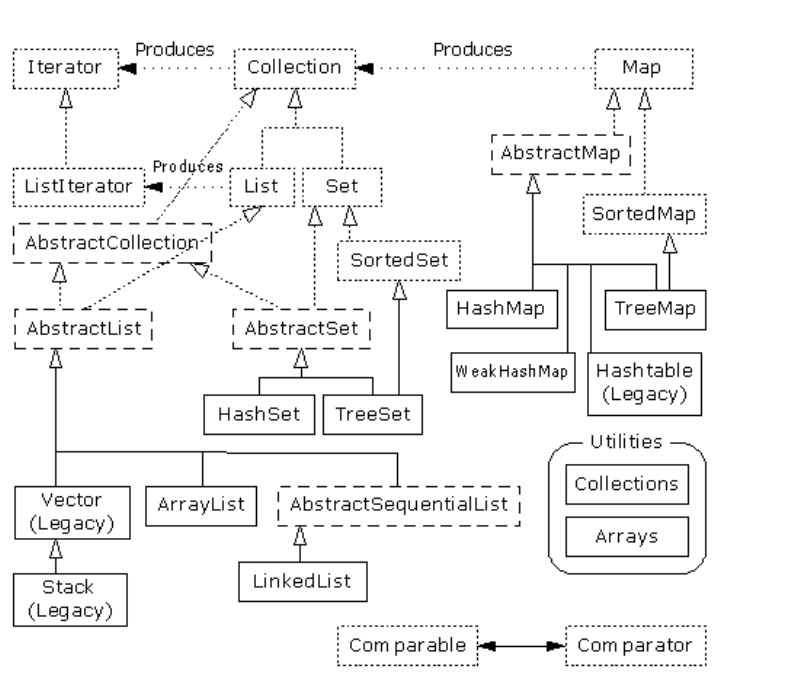 Produces
Produces
Iterator
Collection
Map
AbstractMap
Produces
ListIterator
List
Set
SortedMap
AbstractCollection
SortedSet
HashMap
TreeMap
AbstractList
AbstractSet
WeakHashMap
Hashtable
(Legacy)
HashSet
TreeSet
Utilities
Collections
Vector
(Legacy)
ArrayList
AbstractSequentialList
Arrays
LinkedList
Stack
(Legacy)
Comparable
Comparator